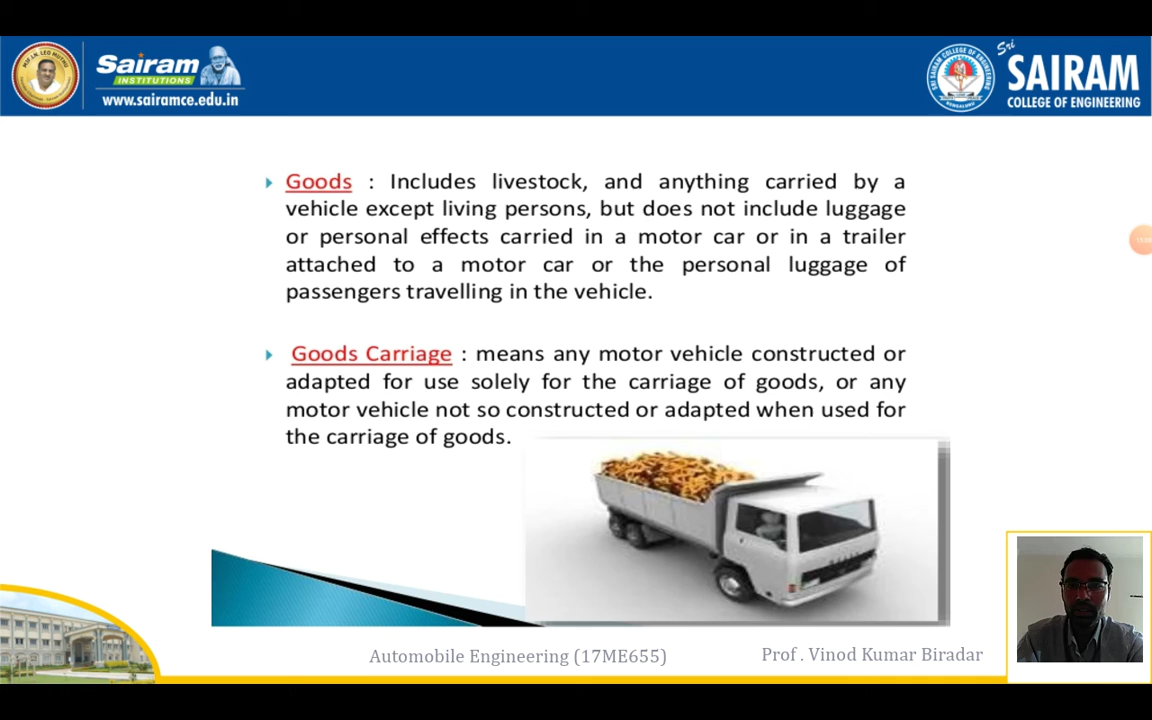 Sairam
INSTITUTIONS
www.sairamce.edu.in
Sri
SAIRAM
COLLEGE OF ENGINEERING
Goods : Includes livestock, and anything carried by a
vehicle except living persons, but does not include luggage
or personal effects carried in a motor car or in a trailer
attached to a motor car or the personal luggage of
passengers travelling in the vehicle.
Goods Carriage : means any motor vehicle constructed or
adapted for use solely for the carriage of goods, or any
motor vehicle not so constructed or adapted when used for
the carriage of goods.
Automobile Engineering (17ME655)
Prof . Vinod Kumar Biradar